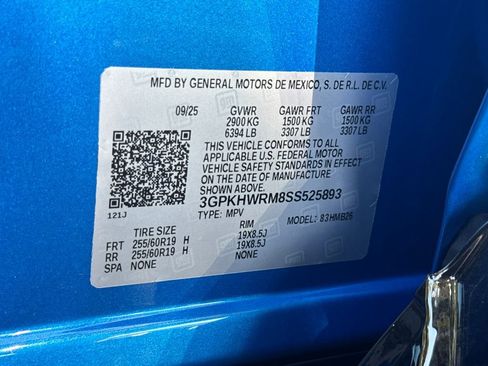 MFD BY GENERAL MOTORS DE MEXICO, S. DE R.L. DE C.V.
09/25 GVWR GAWR FRT GAWR RR
2900 KG 1500 KG 1500 KG
6394 LB 3307 LB 3307 LB
THIS VEHICLE CONFORMS TO ALL
APPLICABLE U.S. FEDERAL MOTOR
VEHICLE SAFETY STANDARDS IN EFFECT ON THE
DATE OF MANUFACTURE SHOWN ABOVE.
3GPKHWRM8SS525893
TYPE: MPV MODEL: 83HMB26
121J
TIRE SIZE RIM
FRT 255/60R19 H 19X8.5J
RR 255/60R19 H 19X8.5J
SPA NONE NONE